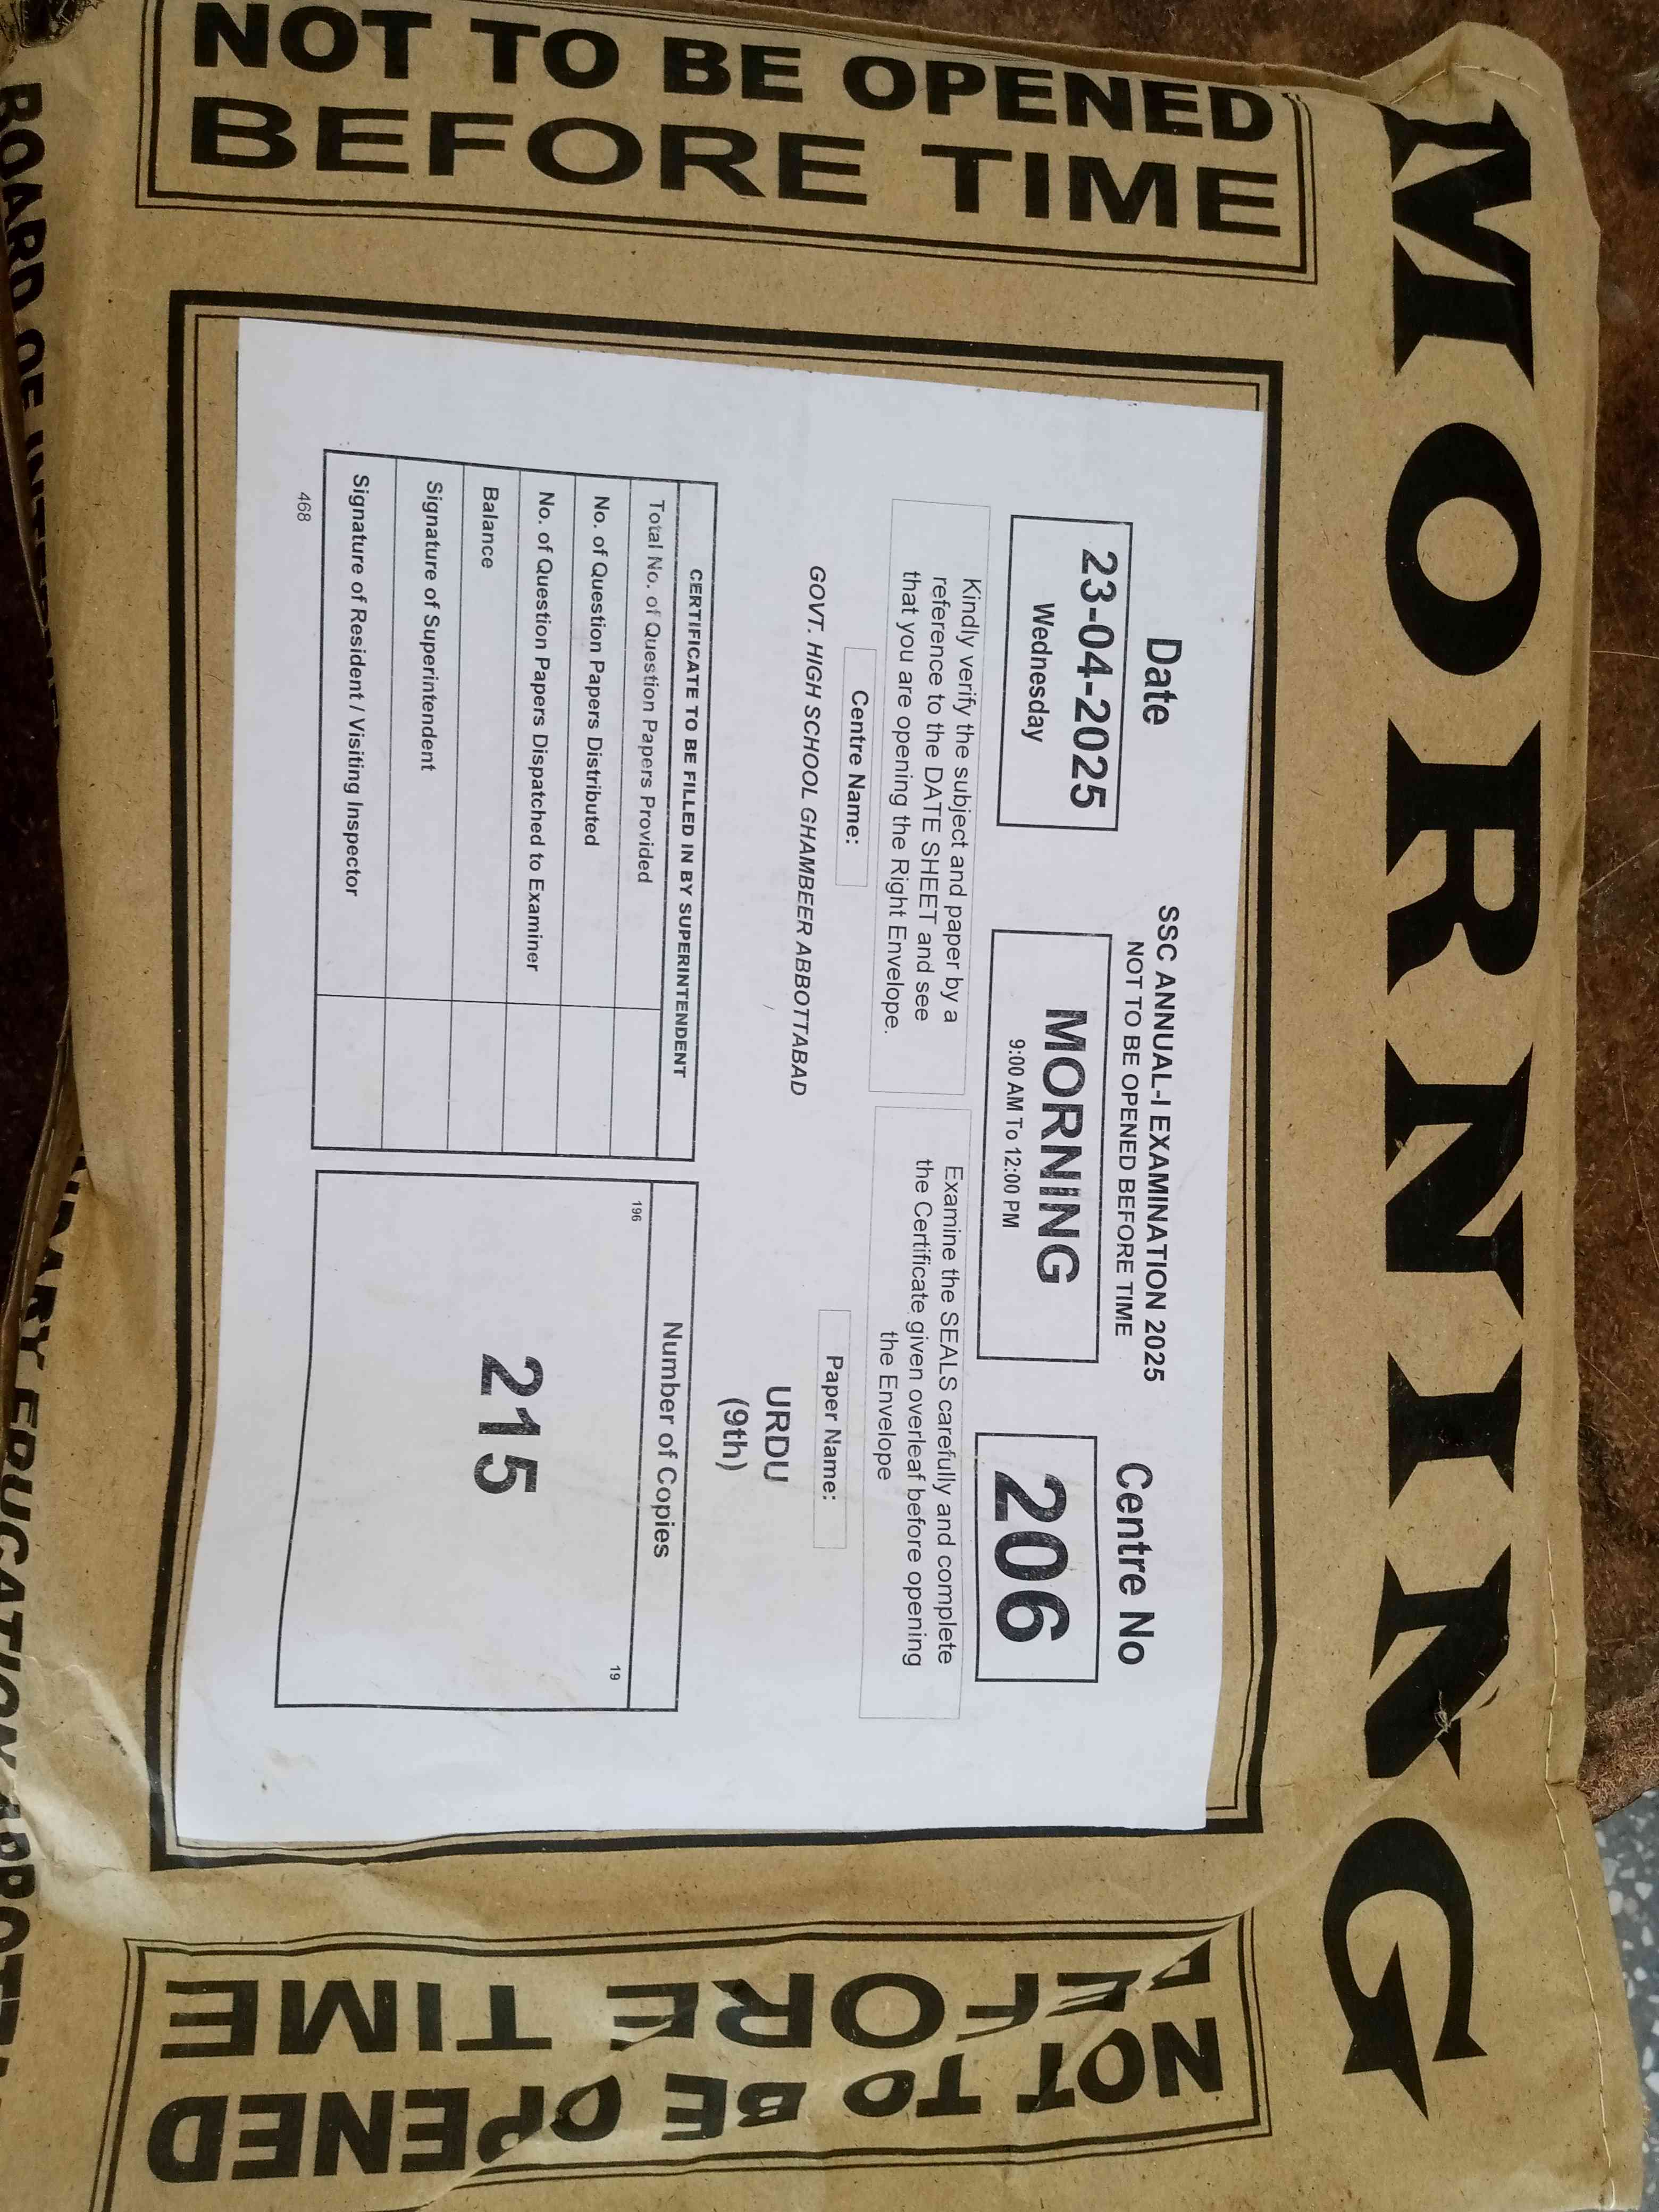 MORNING
NOT TO BE OPENED
BEFORE TIME
SSC ANNUAL-I EXAMINATION 2025
NOT TO BE OPENED BEFORE TIME
Date
23-04-2025
Wednesday
MORNING
9:00 AM To 12:00 PM
Centre No
206
Kindly verify the subject and paper by a
reference to the DATE SHEET and see
that you are opening the Right Envelope.
Examine the SEALS carefully and complete
the Certificate given overleaf before opening
the Envelope
Centre Name:
GOVT. HIGH SCHOOL GHAMBEER ABBOTTABAD
Paper Name:
URDU
(9th)
CERTIFICATE TO BE FILLED IN BY SUPERINTENDENT
Total No. of Question Papers Provided
No. of Question Papers Distributed
No. of Question Papers Dispatched to Examiner
Balance
Signature of Superintendent
Signature of Resident / Visiting Inspector
468
Number of Copies
196
19
215
NOT TO BE OPENED
BEFORE TIME
BOARD OF
EDUCATION